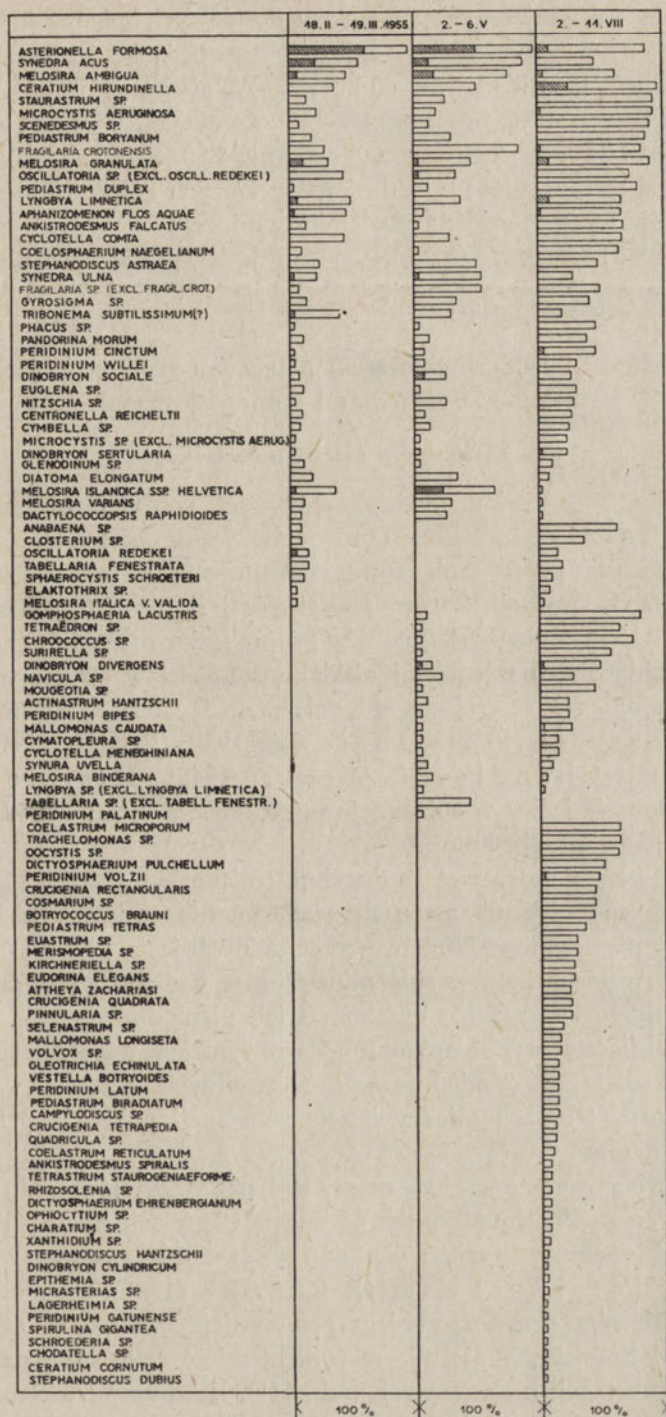 18.II – 19.III.1955 2. – 6. V 2. – 11. VIII
ASTERIONELLA FORMOSA
SYNEDRA ACUS
MELOSIRA AMBIGUA
CERATIUM HIRUNDINELLA
STAURASTRUM SP.
MICROCYSTIS AERUGINOSA
SCENEDESMUS SP.
PEDIASTRUM BORYANUM
FRAGILARIA CROTONENSIS
MELOSIRA GRANULATA
OSCILLATORIA SP. (EXCL. OSCILL. REDEKEI)
PEDIASTRUM DUPLEX
LYNGBYA LIMNETICA
APHANIZOMENON FLOS AQUAE
ANKISTRODESMUS FALCATUS
CYCLOTELLA COMTA
COELOSPHAERIUM NAEGELIANUM
STEPHANODISCUS ASTRAEA
SYNEDRA ULNA
FRAGILARIA SP. (EXCL. FRAGIL. CROT.)
GYROSIGMA SP.
TRIBONEMA SUBTILISSIMUM(?)
PHACUS SP.
PANDORINA MORUM
PERIDINIUM CINCTUM
PERIDINIUM WILLEI
DINOBRYON SOCIALE
EUGLENA SP.
NITZSCHIA SP.
CENTRONELLA REICHELTII
CYMBELLA SP.
MICROCYSTIS SP. (EXCL. MICROCYSTIS AERUG.)
DINOBRYON SERTULARIA
GLENODINUM SP.
DIATOMA ELONGATUM
MELOSIRA ISLANDICA SSP. HELVETICA
MELOSIRA VARIANS
DACTYLOCOCCOPSIS RAPHIDIOIDES
ANABAENA SP.
CLOSTERIUM SP.
OSCILLATORIA REDEKEI
TABELLARIA FENESTRATA
SPHAEROCYSTIS SCHROETERI
ELAKTOTHRIX SP.
MELOSIRA ITALICA V. VALIDA
GOMPHOSPHAERIA LACUSTRIS
TETRAËDRON SP.
CHROOCOCCUS SP.
SURIRELLA SP.
DINOBRYON DIVERGENS
NAVICULA SP.
MOUGEOTIA SP
ACTINASTRUM HANTZSCHII
PERIDINIUM BIPES
MALLOMONAS CAUDATA
CYMATOPLEURA SP
CYCLOTELLA MENEGHINIANA
SYNURA UVELLA
MELOSIRA BINDERANA
LYNGBYA SP. (EXCL. LYNGBYA LIMNETICA)
TABELLARIA SP. (EXCL. TABELL. FENESTR.)
PERIDINIUM PALATINUM
COELASTRUM MICROPORUM
TRACHELOMONAS SP.
OOCYSTIS SP.
DICTYOSPHAERIUM PULCHELLUM
PERIDINIUM VOLZII
CRUCIGENIA RECTANGULARIS
COSMARIUM SP
BOTRYOCOCCUS BRAUNI
PEDIASTRUM TETRAS
EUASTRUM SP.
MERISMOPEDIA SP
KIRCHNERIELLA SP.
EUDORINA ELEGANS
ATTHEYA ZACHARIASI
CRUCIGENIA QUADRATA
PINNULARIA SP.
SELENASTRUM SP.
MALLOMONAS LONGISETA
VOLVOX SP.
GLEOTRICHIA ECHINULATA
VESTELLA BOTRYOIDES
PERIDINIUM LATUM
PEDIASTRUM BIRADIATUM
CAMPYLODISCUS SP
CRUCIGENIA TETRAPEDIA
QUADRICULA SP.
COELASTRUM RETICULATUM
ANKISTRODESMUS SPIRALIS
TETRASTRUM STAUROGENIAEFORME
RHIZOSOLENIA SP
DICTYOSPHAERIUM EHRENBERGIANUM
OPHIOCYTIUM SP.
CHARATIUM SP.
XANTHIDIUM SP.
STEPHANODISCUS HANTZSCHII
DINOBRYON CYLINDRICUM
EPITHEMIA SP.
MICRASTERIAS SP.
LAGERHEIMIA SP.
PERIDINIUM GATUNENSE
SPIRULINA GIGANTEA
SCHROEDERIA SP.
CHODATELLA SP.
CERATIUM CORNUTUM
STEPHANODISCUS DUBIUS
100 % 100 % 100 %